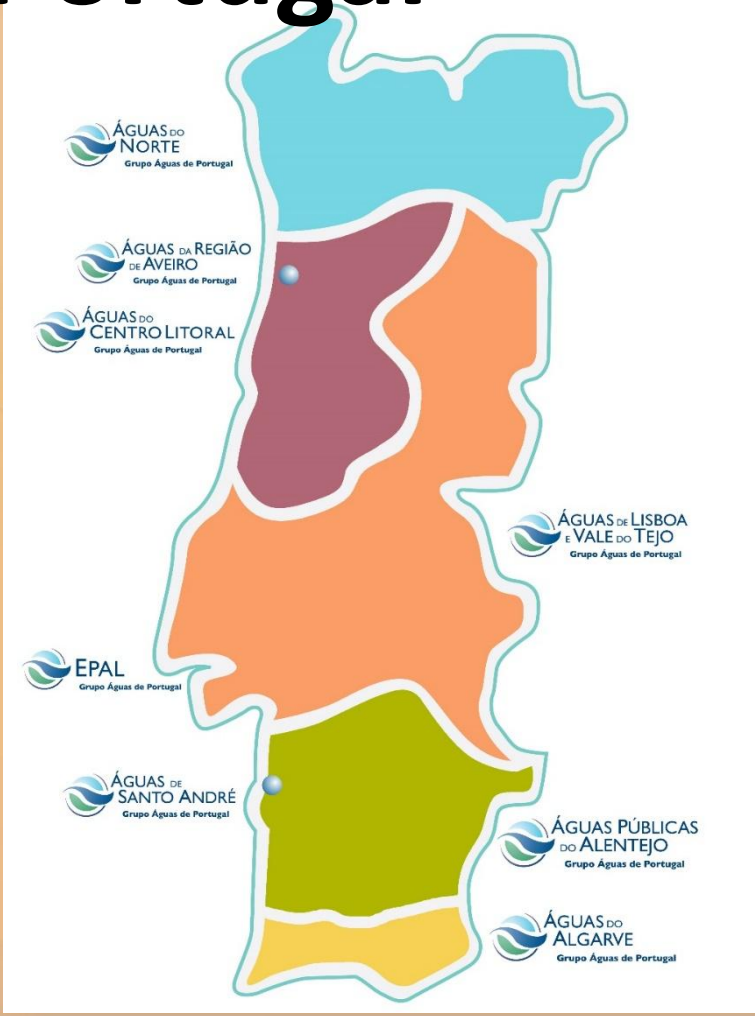 ÁGUAS DO
NORTE
Grupo Águas de Portugal
ÁGUAS DA REGIÃO
DE AVEIRO
Grupo Águas de Portugal
ÁGUAS DO
CENTRO LITORAL
Grupo Águas de Portugal
ÁGUAS DE LISBOA
E VALE DO TEJO
Grupo Águas de Portugal
EPAL
Grupo Águas de Portugal
ÁGUAS DE
SANTO ANDRÉ
Grupo Águas de Portugal
ÁGUAS PÚBLICAS
DO ALENTEJO
Grupo Águas de Portugal
ÁGUAS DO
ALGARVE
Grupo Águas de Portugal